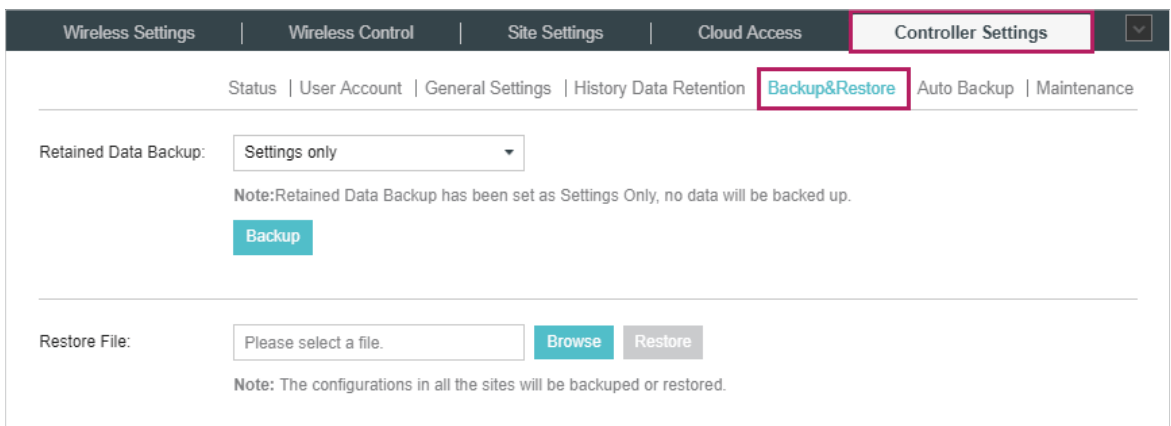 Wireless Settings | Wireless Control | Site Settings | Cloud Access Controller Settings
Status | User Account | General Settings | History Data Retention Backup&Restore Auto Backup | Maintenance
Retained Data Backup: Settings only
Note:Retained Data Backup has been set as Settings Only, no data will be backed up.
Backup
Restore File: Please select a file. Browse Restore
Note: The configurations in all the sites will be backuped or restored.